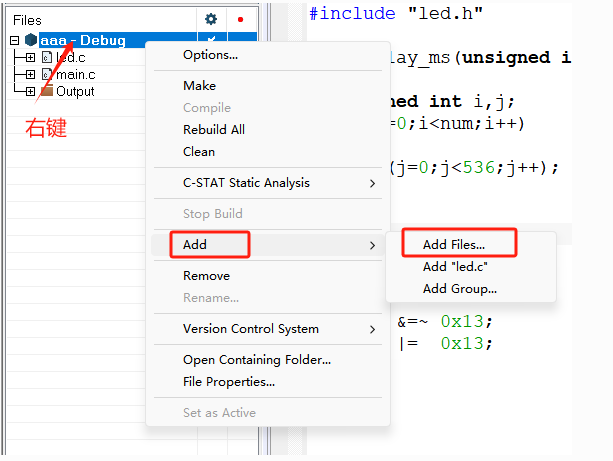 Files
aaa - Debug
led.c
main.c
Output
右键
Options...
Make
Compile
Rebuild All
Clean
C-STAT Static Analysis
Stop Build
Add
Remove
Rename...
Version Control System
Open Containing Folder...
File Properties...
Set as Active
Add Files...
Add "led.c"
Add Group...
#include "led.h"
lay_ms(unsigned i
ned int i,j;
=0;i<num;i++)
(j=0;j<536;j++);
&=~ 0x13;
|= 0x13;